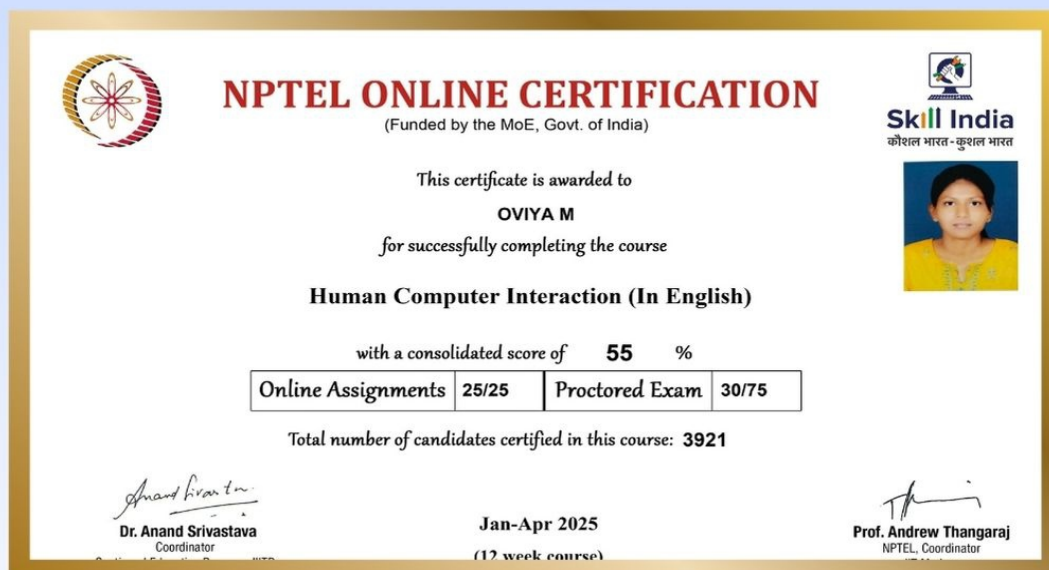 NPTEL ONLINE CERTIFICATION
(Funded by the MoE, Govt. of India)
Skill India
कौशल भारत - कुशल भारत
This certificate is awarded to
OVIYA M
for successfully completing the course
Human Computer Interaction (In English)
with a consolidated score of 55 %
Online Assignments 25/25 Proctored Exam 30/75
Total number of candidates certified in this course: 3921
Dr. Anand Srivastava
Coordinator
Jan-Apr 2025
(12 week course)
Prof. Andrew Thangaraj
NPTEL, Coordinator